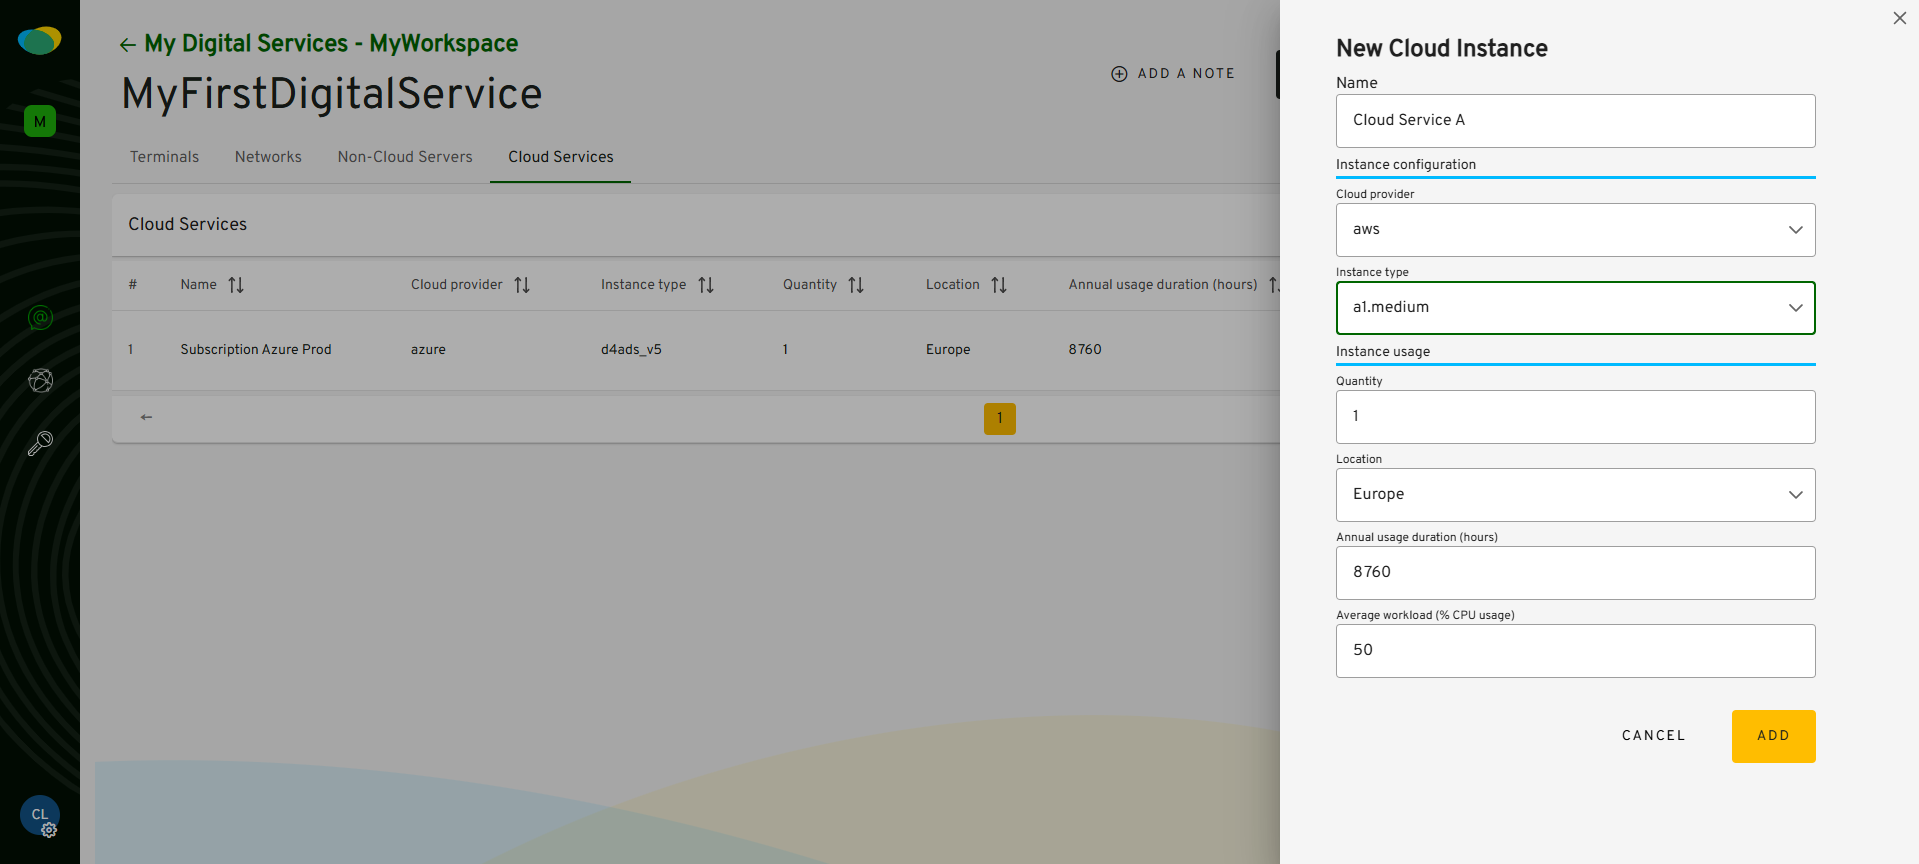 My Digital Services - MyWorkspace
MyFirstDigitalService
ADD A NOTE
M
Terminals Networks Non-Cloud Servers Cloud Services
Cloud Services
# Name Cloud provider Instance type Quantity Location Annual usage duration (hours)
1 Subscription Azure Prod azure d4ads_v5 1 Europe 8760
1
CL
New Cloud Instance
Name
Cloud Service A
Instance configuration
Cloud provider
aws
Instance type
a1.medium
Instance usage
Quantity
1
Location
Europe
Annual usage duration (hours)
8760
Average workload (% CPU usage)
50
CANCEL ADD